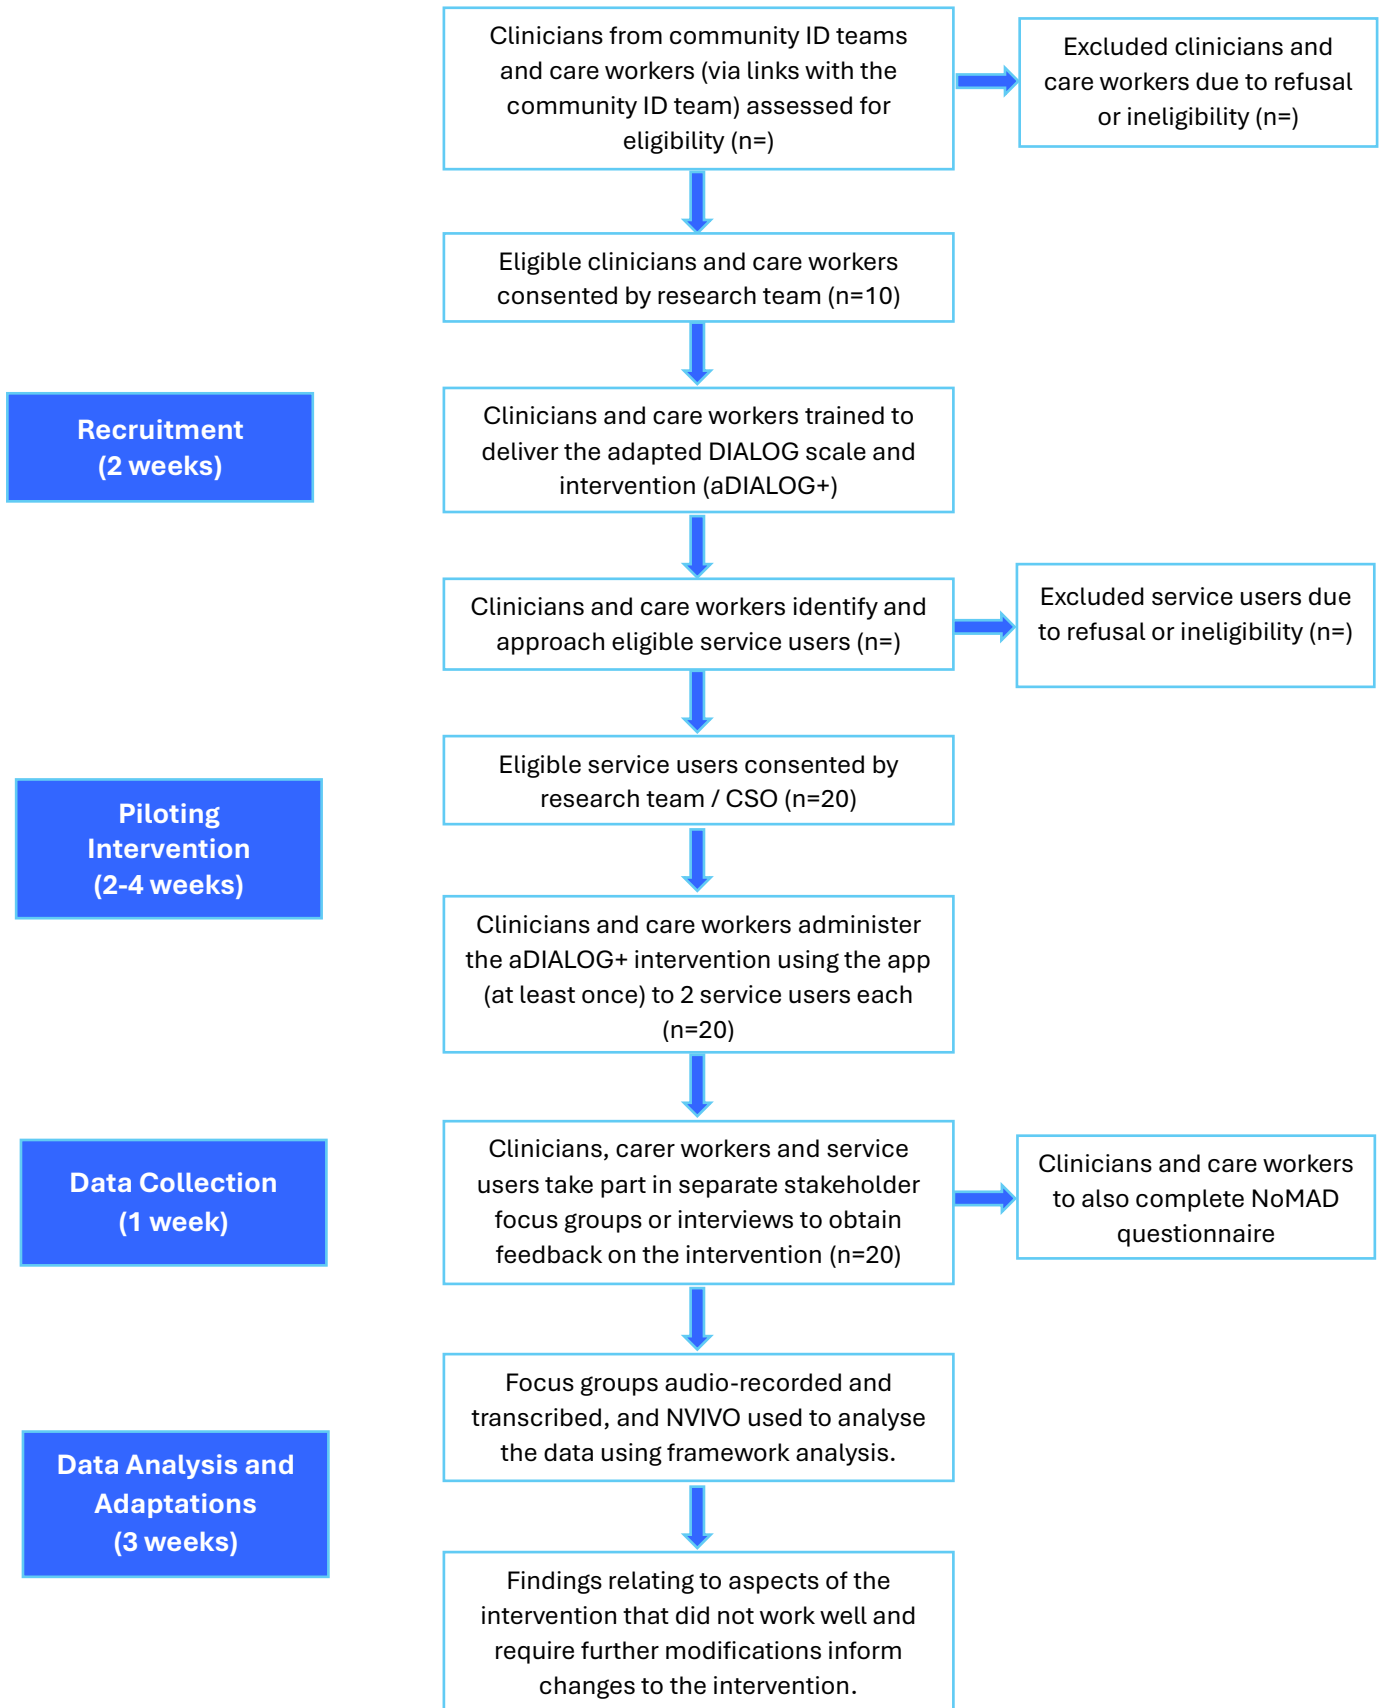 Clinicians from community ID teams
and care workers (via links with the
community ID team) assessed for
eligibility (n=)
Excluded clinicians and
care workers due to refusal
or ineligibility (n=)
Eligible clinicians and care workers
consented by research team (n=10)
Recruitment
(2 weeks)
Clinicians and care workers trained to
deliver the adapted DIALOG scale and
intervention (aDIALOG+)
Clinicians and care workers identify and
approach eligible service users (n=)
Excluded service users due
to refusal or ineligibility (n=)
Eligible service users consented by
research team / CSO (n=20)
Piloting
Intervention
(2-4 weeks)
Clinicians and care workers administer
the aDIALOG+ intervention using the app
(at least once) to 2 service users each
(n=20)
Data Collection
(1 week)
Clinicians, carer workers and service
users take part in separate stakeholder
focus groups or interviews to obtain
feedback on the intervention (n=20)
Clinicians and care workers
to also complete NoMAD
questionnaire
Focus groups audio-recorded and
transcribed, and NVIVO used to analyse
the data using framework analysis.
Data Analysis and
Adaptations
(3 weeks)
Findings relating to aspects of the
intervention that did not work well and
require further modifications inform
changes to the intervention.